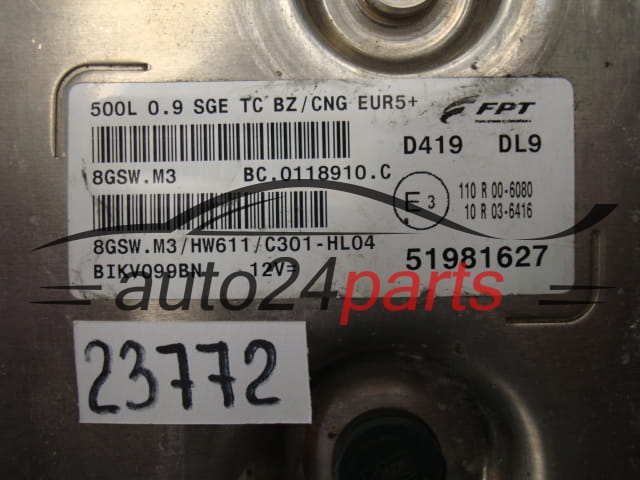 500L 0.9 SGE TC BZ/CNG EUR5+
FPT
D419 DL9
8GSW.M3 BC.0118910.C
E3
110 R 00-6080
10 R 03-6416
8GSW.M3/HW611/C301-HL04
BIKV099BN 12V=
51981627
auto24parts
23772